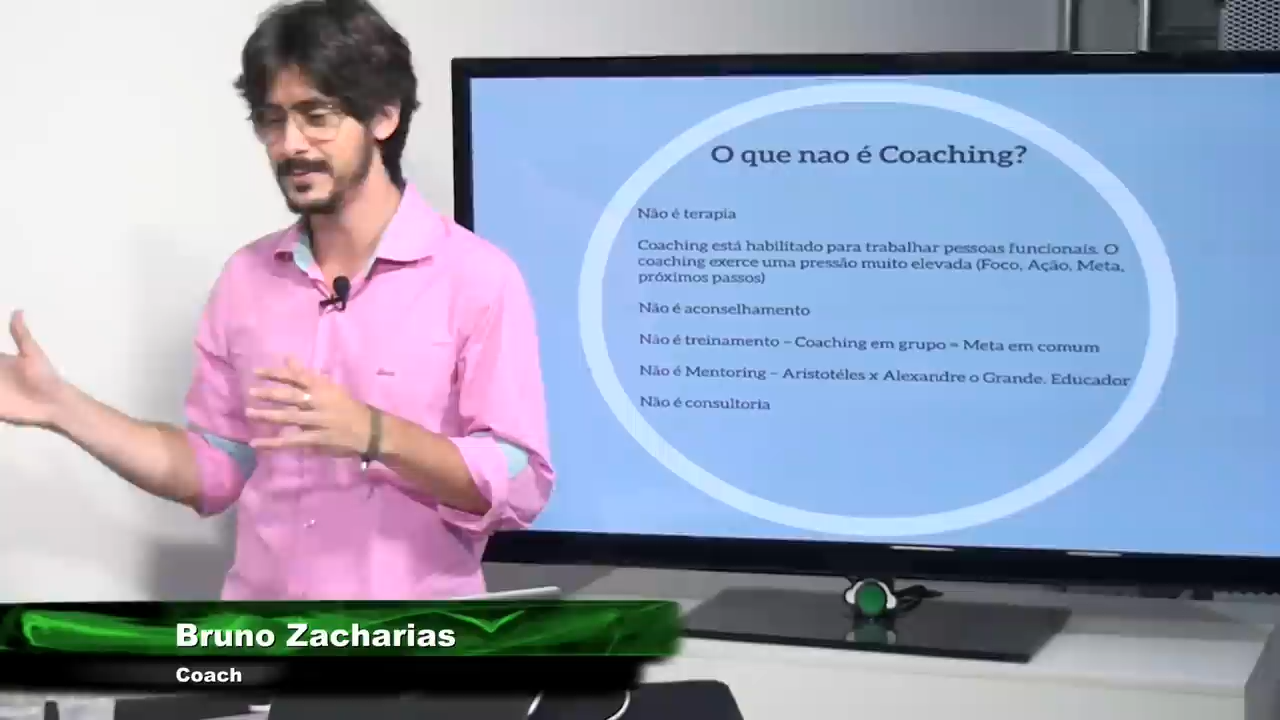 O que nao é Coaching?
Não é terapia
Coaching está habilitado para trabalhar pessoas funcionais. O
coaching exerce uma pressão muito elevada (Foco, Ação, Meta,
próximos passos)
Não é aconselhamento
Não é treinamento - Coaching em grupo = Meta em comum
Não é Mentoring - Aristotéles x Alexandre o Grande. Educador
Não é consultoria
Bruno Zacharias
Coach